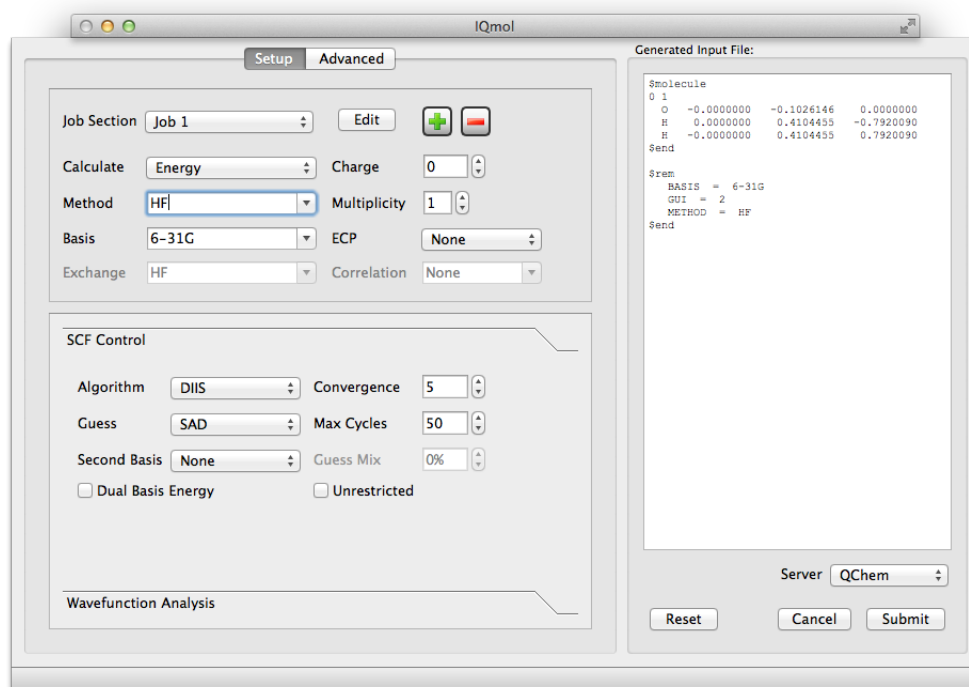 IQmol
Setup Advanced
Job Section Job 1 Edit
Calculate Energy Charge 0
Method HF Multiplicity 1
Basis 6-31G ECP None
Exchange HF Correlation None
SCF Control
Algorithm DIIS Convergence 5
Guess SAD Max Cycles 50
Second Basis None Guess Mix 0%
Dual Basis Energy Unrestricted
Wavefunction Analysis
Generated Input File:
$molecule
0 1
O -0.0000000 -0.1026146 0.0000000
H 0.0000000 0.4104455 -0.7920090
H -0.0000000 0.4104455 0.7920090
$end
$rem
BASIS = 6-31G
GUI = 2
METHOD = HF
$end
Server QChem
Reset Cancel Submit